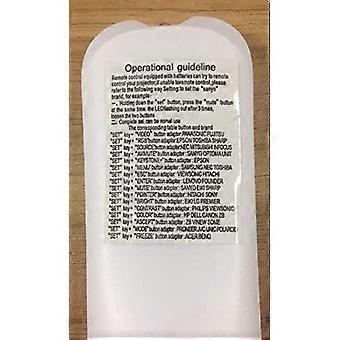 Operational guideline
Remote control equipped with batteries can try to remote
control your projector,if unable to remote control, please
refer to the following way Setting: to set the "sanyo"
brand, for example-
— Holding down the "set" button, press the "mute" button
at the same time, the LED flashing out after 3 times,
loosen the two buttons
— Complete set can be normal use
The corresponding table button and brand
"SET" key + "VIDEO" button adapter: PANASONIC FUJITSU
"SET" key + button adapter: EPSON TOSHIBA SHARP
"SET" key + "SOURCE" button adapter: NEC MITSUBISHI INFOCUS
"SET" key + "AV/MUTE" button adapter: SANYO OPTOMA UNIC
"SET" key + "KEYSTONE/" button adapter: EPSON
"SET" key + "MENU" button adapter: SAMSUNG NEC TOSHIBA
"SET" key + "ESC" button adapter: VIEWSONIC HITACHI
"SET" key + "ENTER" button adapter: LENOVO FOUNDER
"SET" key + "MUTE" button adapter: SANYO EIKI SHARP
"SET" key + "POINTER" button adapter: HITACHI SONY
"SET" key + "BRIGHT" button adapter: EIKI LG PREMIER
"SET" key + "CONTRAST" button adapter: PHILIPS VIEWSONIC
"SET" key + "COLOR" button adapter: HP DELL CANON ZB
"SET" key + "ASCEPT" button adapter: ZB VINEW SOME
"SET" key + "MODE" button adapter: PRONEER A/C LING POLAROE
"SET" key + "FREEZE" button adapter: ACER BENQ